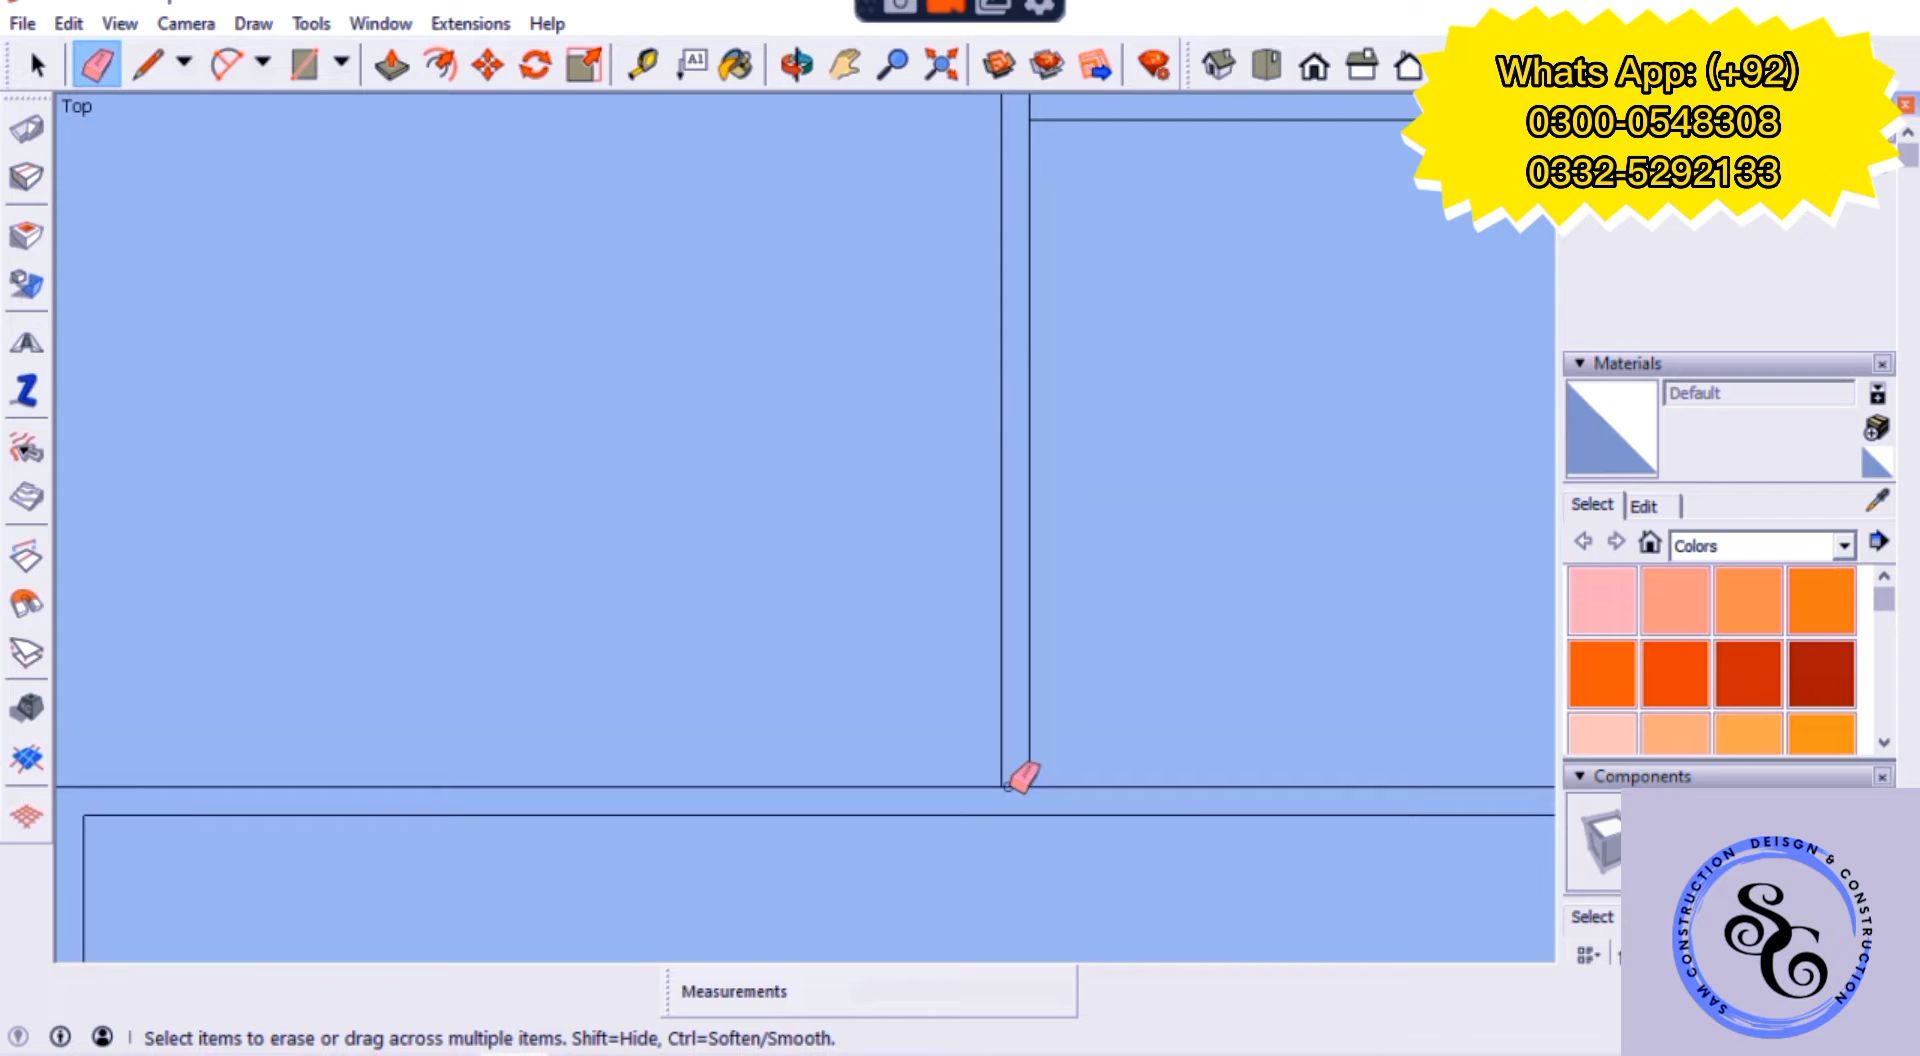 File Edit View Camera Draw Tools Window Extensions Help
Whats App: (+92)
0300-0548308
0332-5292133
A1
Top
Z
Materials
Default
Select Edit
Colors
Components
Select
SAM CONSTRUCTION DEISGN & CONSTRUCTION
SC
Measurements
Select items to erase or drag across multiple items. Shift=Hide, Ctrl=Soften/Smooth.